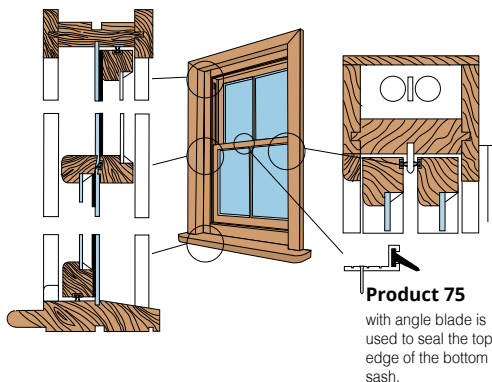 Product 75
with angle blade is
used to seal the top
edge of the bottom
sash.